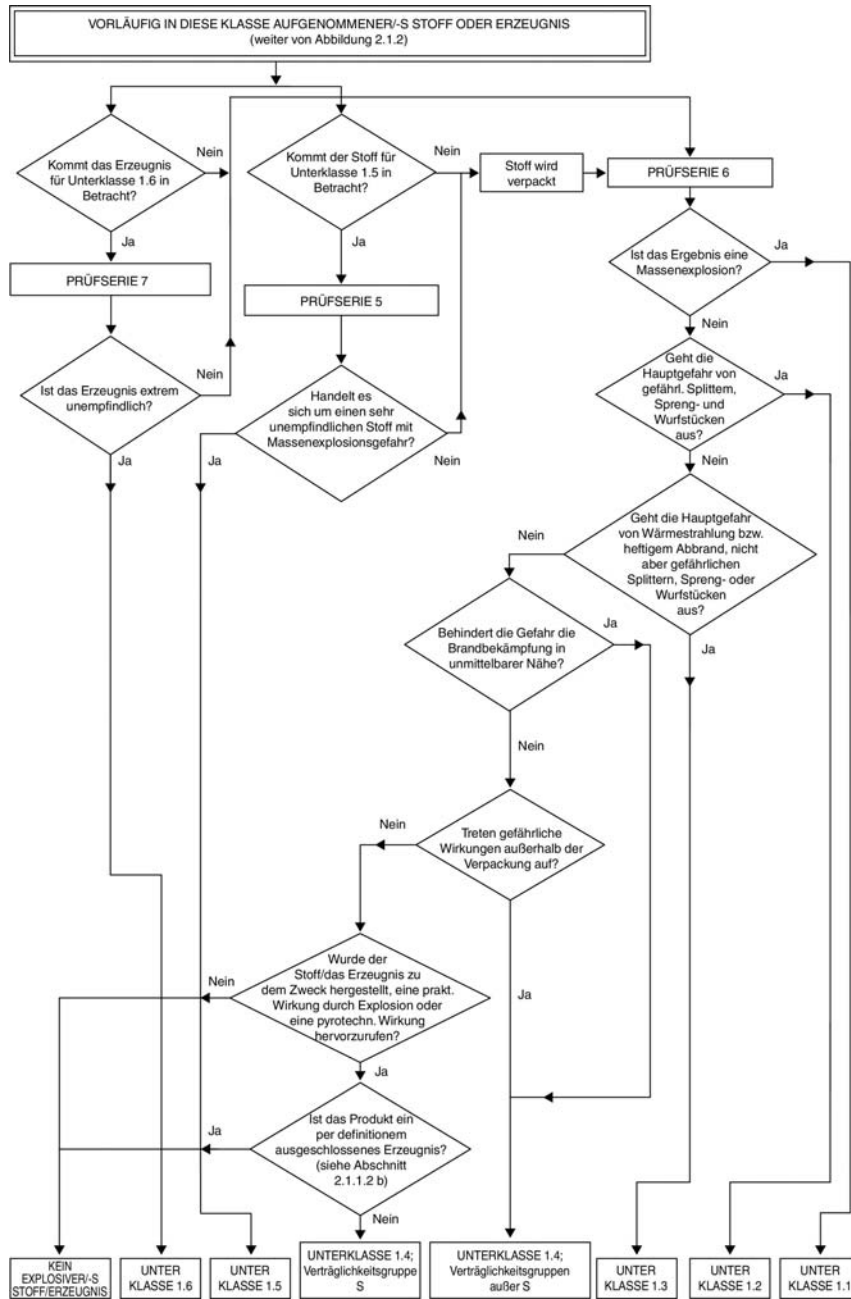 VORLÄUFIG IN DIESE KLASSE AUFGENOMMENER/-S STOFF ODER ERZEUGNIS
(weiter von Abbildung 2.1.2)
Kommt das Erzeugnis
für Unterklasse 1.6 in
Betracht?
Nein
Ja
Kommt der Stoff für
Unterklasse 1.5 in
Betracht?
Nein
Ja
Stoff wird
verpackt
PRÜFSERIE 6
PRÜFSERIE 7
PRÜFSERIE 5
Ist das Ergebnis eine
Massenexplosion?
Ja
Nein
Ist das Erzeugnis extrem
unempfindlich?
Nein
Ja
Handelt es
sich um einen sehr
unempfindlichen Stoff mit
Massenexplosionsgefahr?
Nein
Ja
Geht die
Hauptgefahr von
gefährl. Splittern,
Spreng- und
Wurfstücken
aus?
Ja
Nein
Geht die Hauptgefahr
von Wärmestrahlung bzw.
heftigem Abbrand, nicht
aber gefährlichen
Splittern, Spreng- oder
Wurfstücken
aus?
Nein
Ja
Behindert die Gefahr die
Brandbekämpfung in
unmittelbarer Nähe?
Ja
Nein
Treten gefährliche
Wirkungen außerhalb der
Verpackung auf?
Nein
Ja
Wurde der
Stoff/das Erzeugnis zu
dem Zweck hergestellt, eine prakt.
Wirkung durch Explosion oder
eine pyrotechn. Wirkung
hervorzurufen?
Nein
Ja
Ist das Produkt ein
per definitionem
ausgeschlossenes Erzeugnis?
(siehe Abschnitt
2.1.1.2 b)
Ja
Nein
KEIN
EXPLOSIVER/-S
STOFF/ERZEUGNIS
UNTER
KLASSE 1.6
UNTER
KLASSE 1.5
UNTERKLASSE 1.4;
Verträglichkeitsgruppe
S
UNTERKLASSE 1.4;
Verträglichkeitsgruppen
außer S
UNTER
KLASSE 1.3
UNTER
KLASSE 1.2
UNTER
KLASSE 1.1